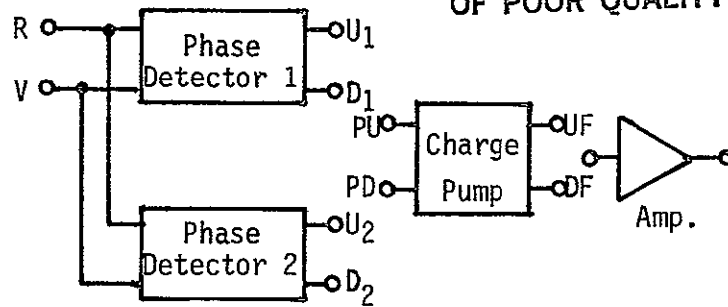 OF POOR QUALITY
R
V
Phase
Detector 1
U1
D1
PU
PD
Charge
Pump
UF
DF
Amp.
Phase
Detector 2
U2
D2